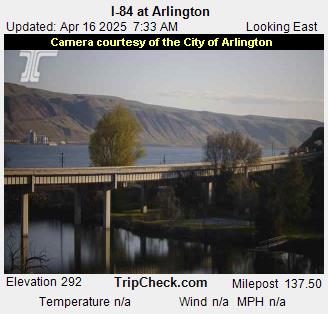 I-84 at Arlington
Updated: Apr 16 2025 7:33 AM Looking East
Camera courtesy of the City of Arlington
Elevation 292 TripCheck.com Milepost 137.50
Temperature n/a Wind n/a MPH n/a